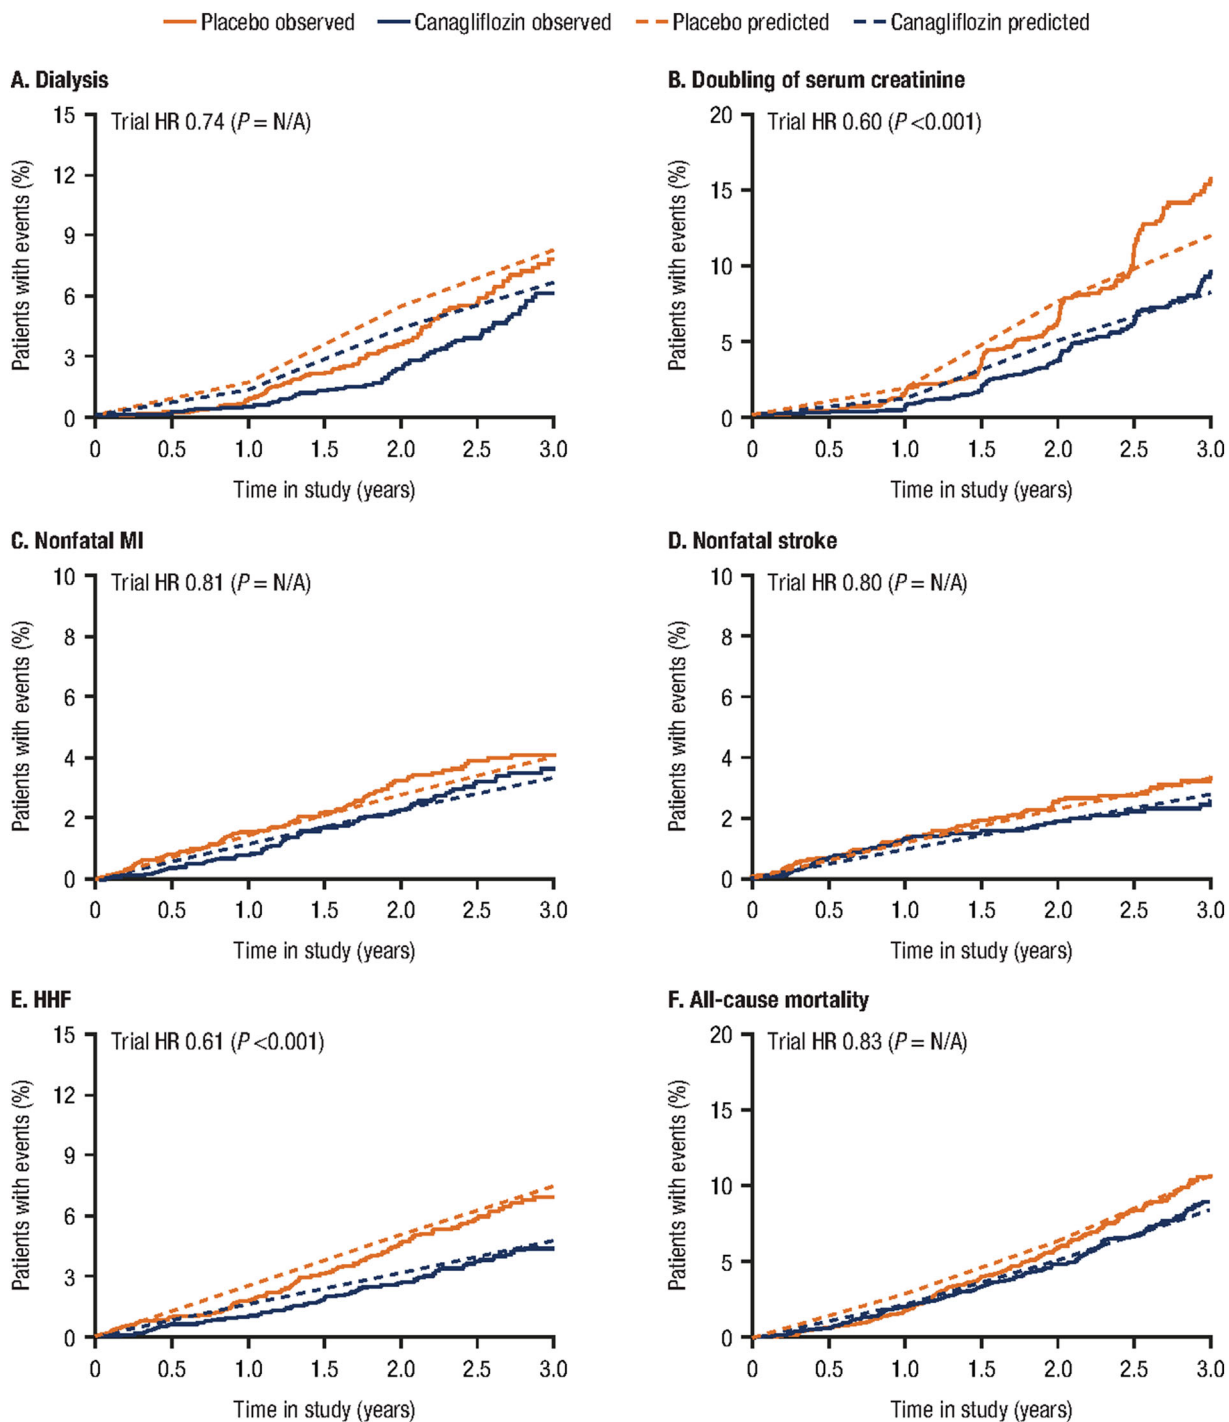 Placebo observed Canagliflozin observed Placebo predicted Canagliflozin predicted
A. Dialysis
Trial HR 0.74 (P = N/A)
Patients with events (%)
15
12
9
6
3
0
0 0.5 1.0 1.5 2.0 2.5 3.0
Time in study (years)
B. Doubling of serum creatinine
Trial HR 0.60 (P <0.001)
Patients with events (%)
20
15
10
5
0
0 0.5 1.0 1.5 2.0 2.5 3.0
Time in study (years)
C. Nonfatal MI
Trial HR 0.81 (P = N/A)
Patients with events (%)
10
8
6
4
2
0
0 0.5 1.0 1.5 2.0 2.5 3.0
Time in study (years)
D. Nonfatal stroke
Trial HR 0.80 (P = N/A)
Patients with events (%)
10
8
6
4
2
0
0 0.5 1.0 1.5 2.0 2.5 3.0
Time in study (years)
E. HHF
Trial HR 0.61 (P <0.001)
Patients with events (%)
15
12
9
6
3
0
0 0.5 1.0 1.5 2.0 2.5 3.0
Time in study (years)
F. All-cause mortality
Trial HR 0.83 (P = N/A)
Patients with events (%)
20
15
10
5
0
0 0.5 1.0 1.5 2.0 2.5 3.0
Time in study (years)